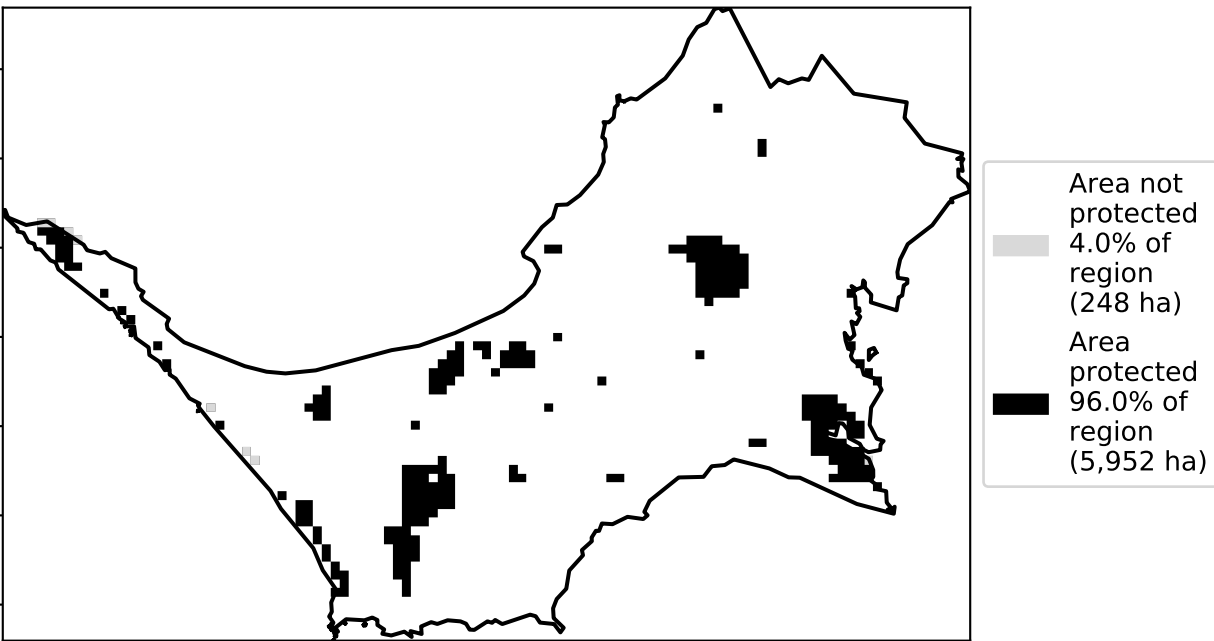 Area not
protected
4.0% of
region
(248 ha)
Area
protected
96.0% of
region
(5,952 ha)